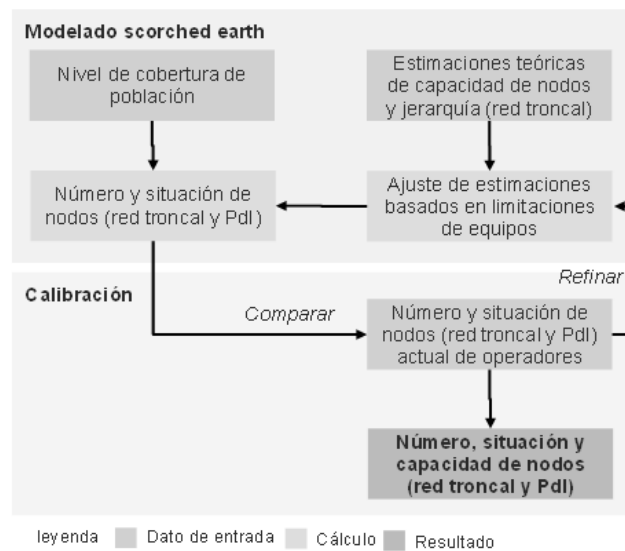 Modelado scorched earth
Nivel de cobertura de
población
Estimaciones teóricas
de capacidad de nodos
y jerarquía (red troncal)
Número y situación de
nodos (red troncal y PdI)
Ajuste de estimaciones
basados en limitaciones
de equipos
Refinar
Calibración
Comparar
Número y situación de
nodos (red troncal y PdI)
actual de operadores
Número, situación y
capacidad de nodos
(red troncal y PdI)
leyenda Dato de entrada Cálculo Resultado